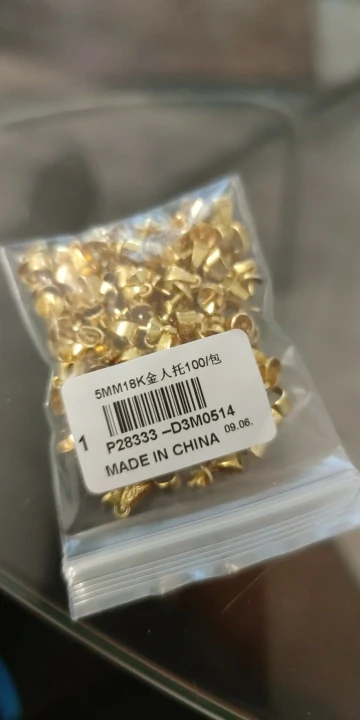 5MM18K金人托100/包
1
P28333 –D3M0514
MADE IN CHINA 09.06.